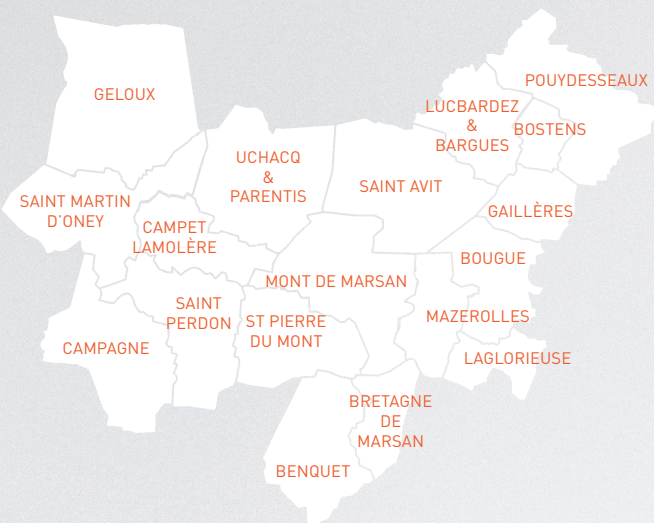 POUYDESSEAUX
GELOUX
LUCBARDEZ
&
BARGUES
BOSTENS
UCHACQ
&
PARENTIS
SAINT AVIT
SAINT MARTIN
D'ONEY
GAILLÈRES
CAMPET
LAMOLÈRE
BOUGUE
MONT DE MARSAN
SAINT
PERDON
ST PIERRE
DU MONT
MAZEROLLES
CAMPAGNE
LAGLORIEUSE
BRETAGNE
DE
MARSAN
BENQUET